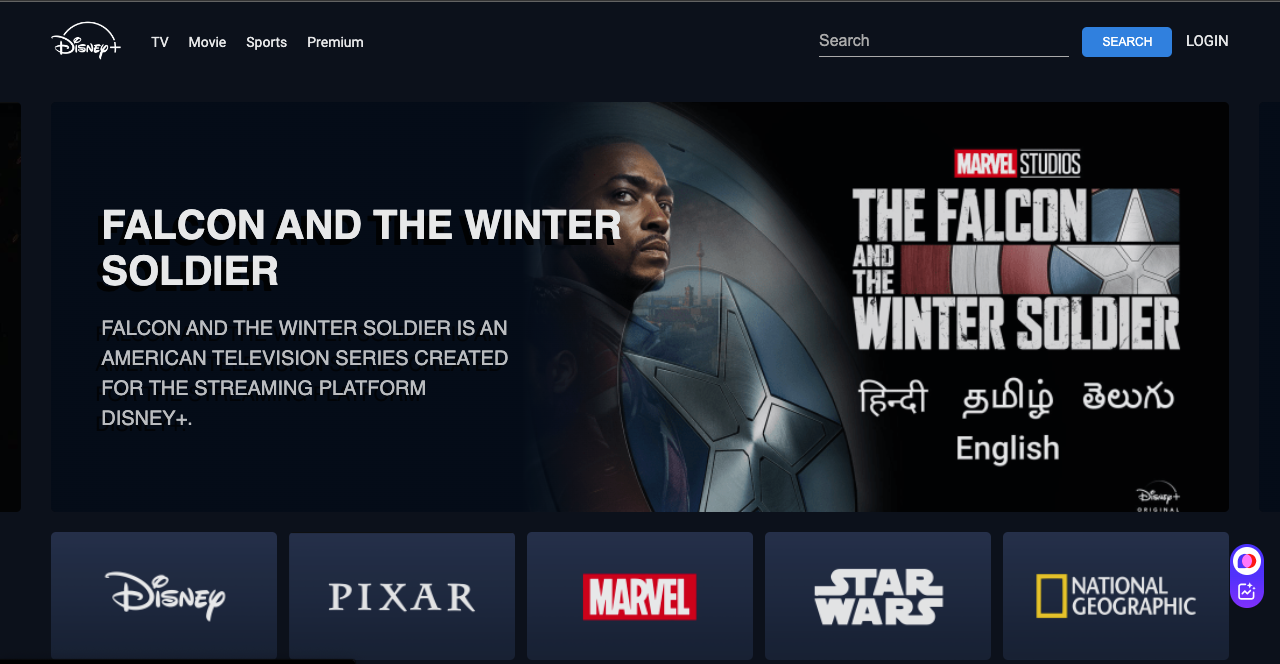 Disney+
TV Movie Sports Premium
Search
SEARCH
LOGIN
FALCON AND THE WINTER
SOLDIER
FALCON AND THE WINTER SOLDIER IS AN
AMERICAN TELEVISION SERIES CREATED
FOR THE STREAMING PLATFORM
DISNEY+.
MARVEL STUDIOS
THE FALCON
AND
THE
WINTER SOLDIER
हिन्दी தமிழ் తెలుగు
English
Disney+
ORIGINAL
Disney
PIXAR
MARVEL
STAR
WARS
NATIONAL
GEOGRAPHIC